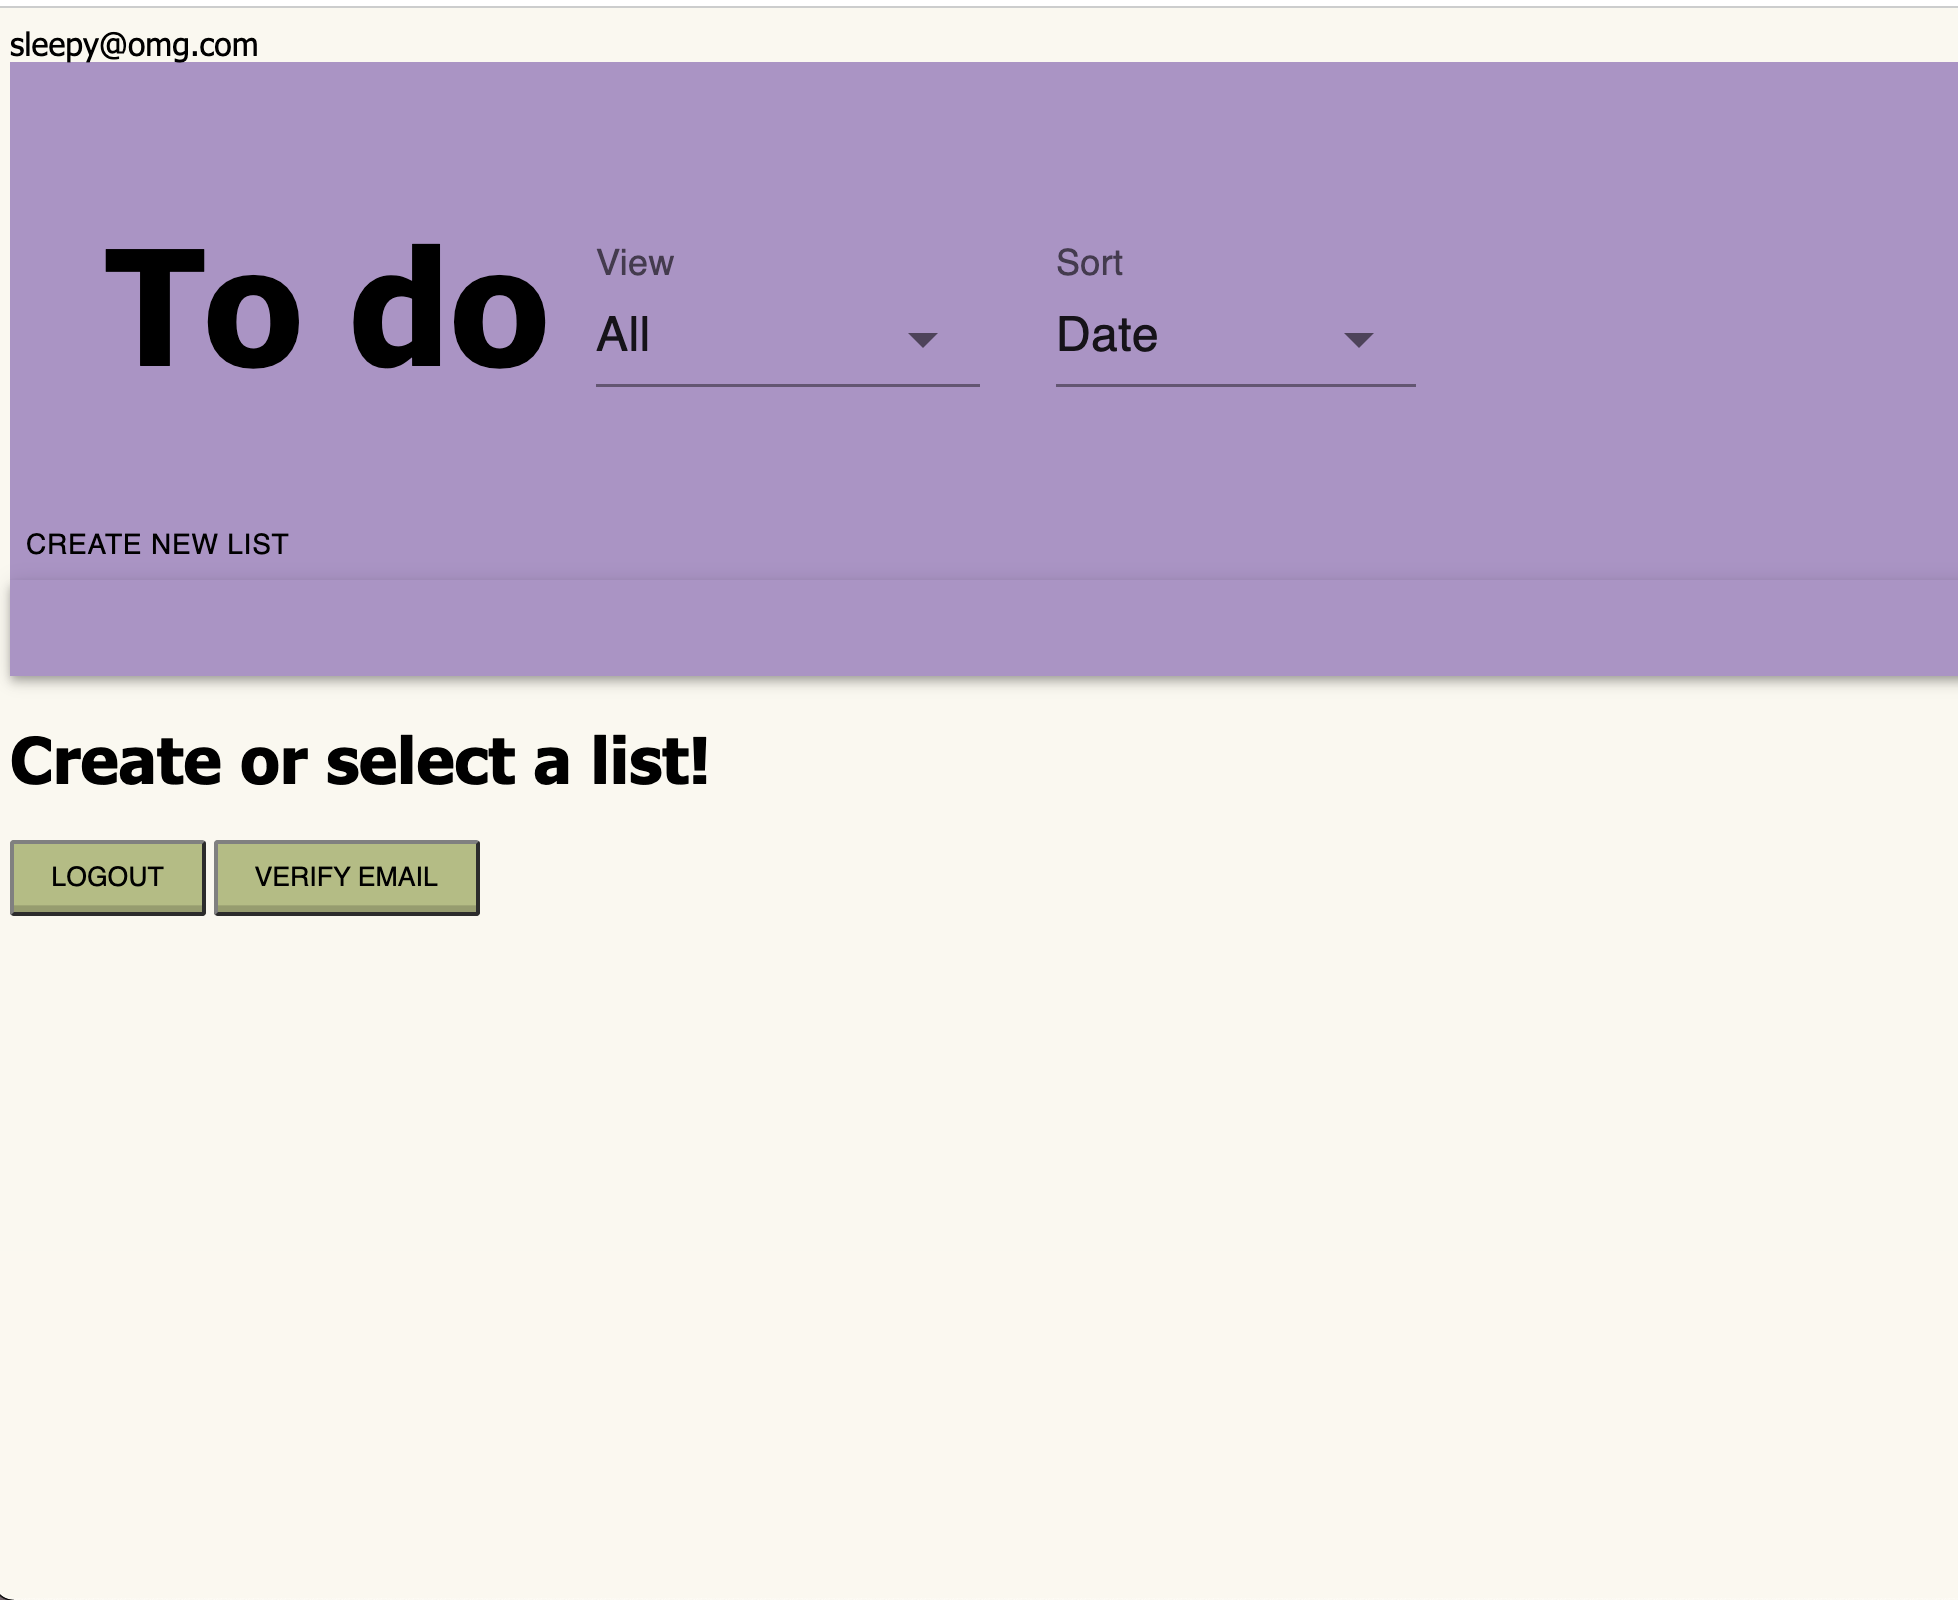 sleepy@omg.com
To do
View
All
Sort
Date
CREATE NEW LIST
Create or select a list!
LOGOUT
VERIFY EMAIL